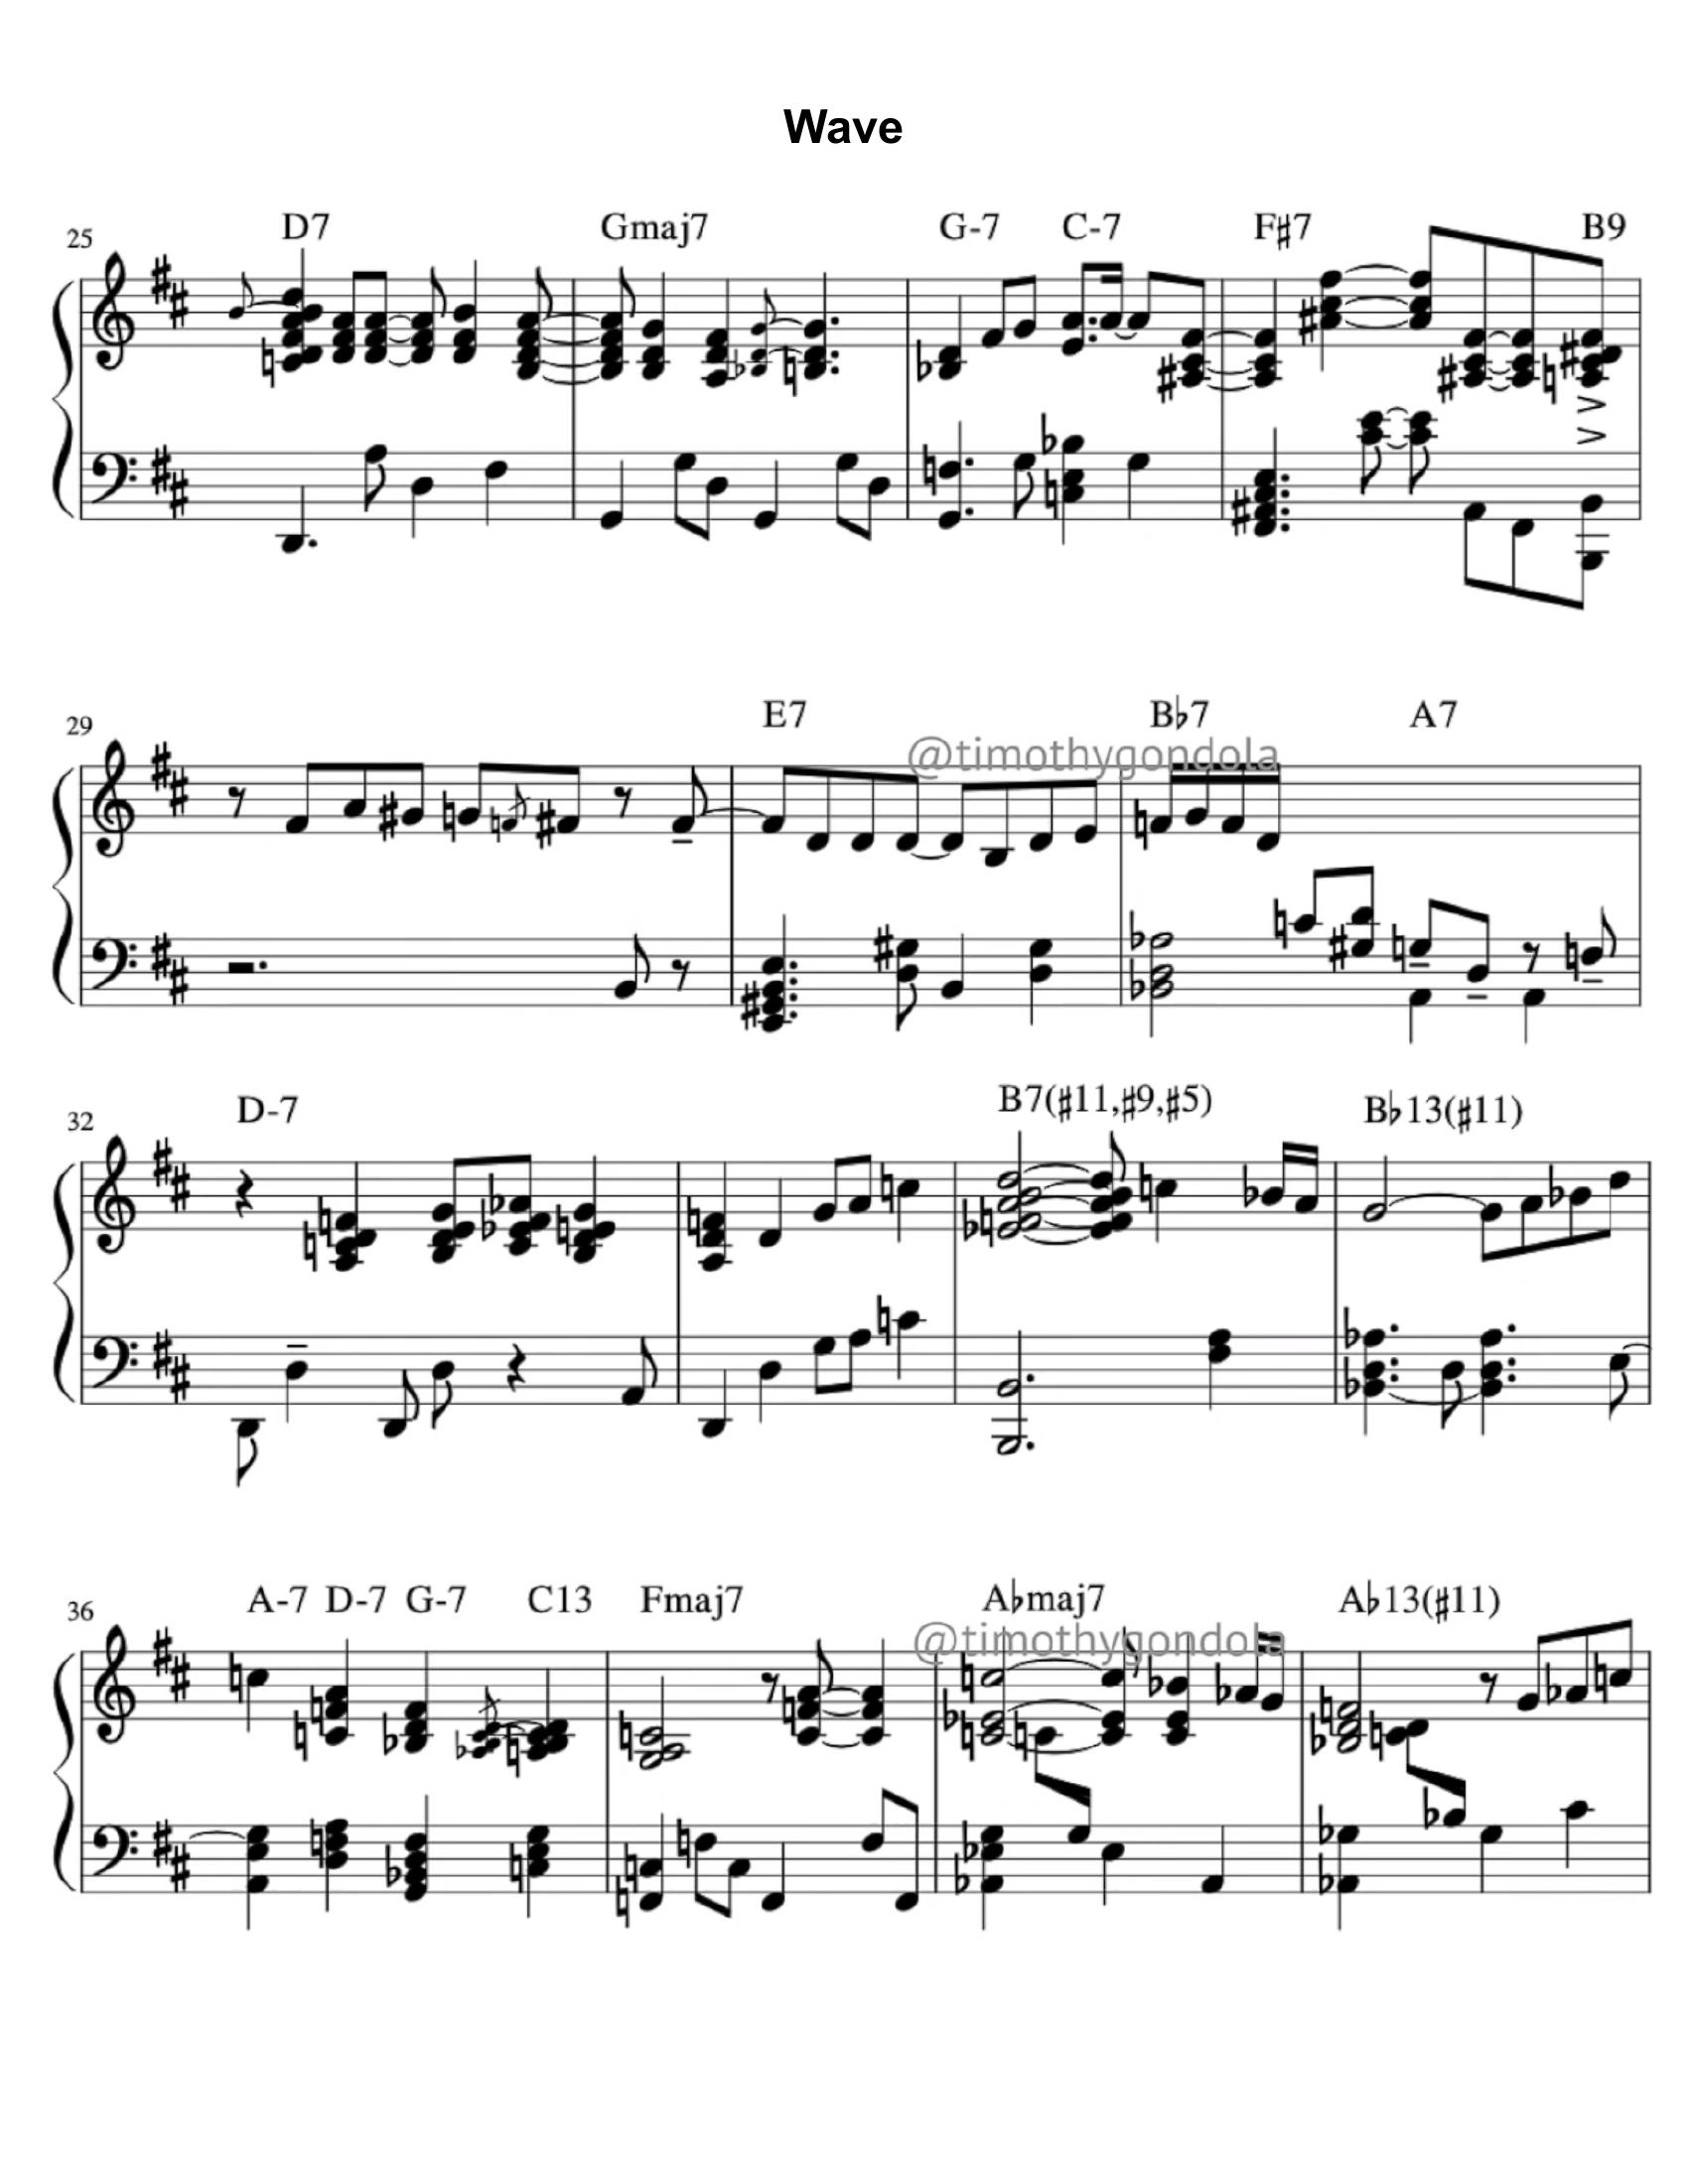 Wave
25 D7 Gmaj7 G-7 C-7 F♯7 B9
29 E7 B♭7 A7
@timothygondola
32 D-7 B7(♯11,♯9,♯5) B♭13(♯11)
36 A-7 D-7 G-7 C13 Fmaj7 A♭maj7 A♭13(♯11)
@timothygondola